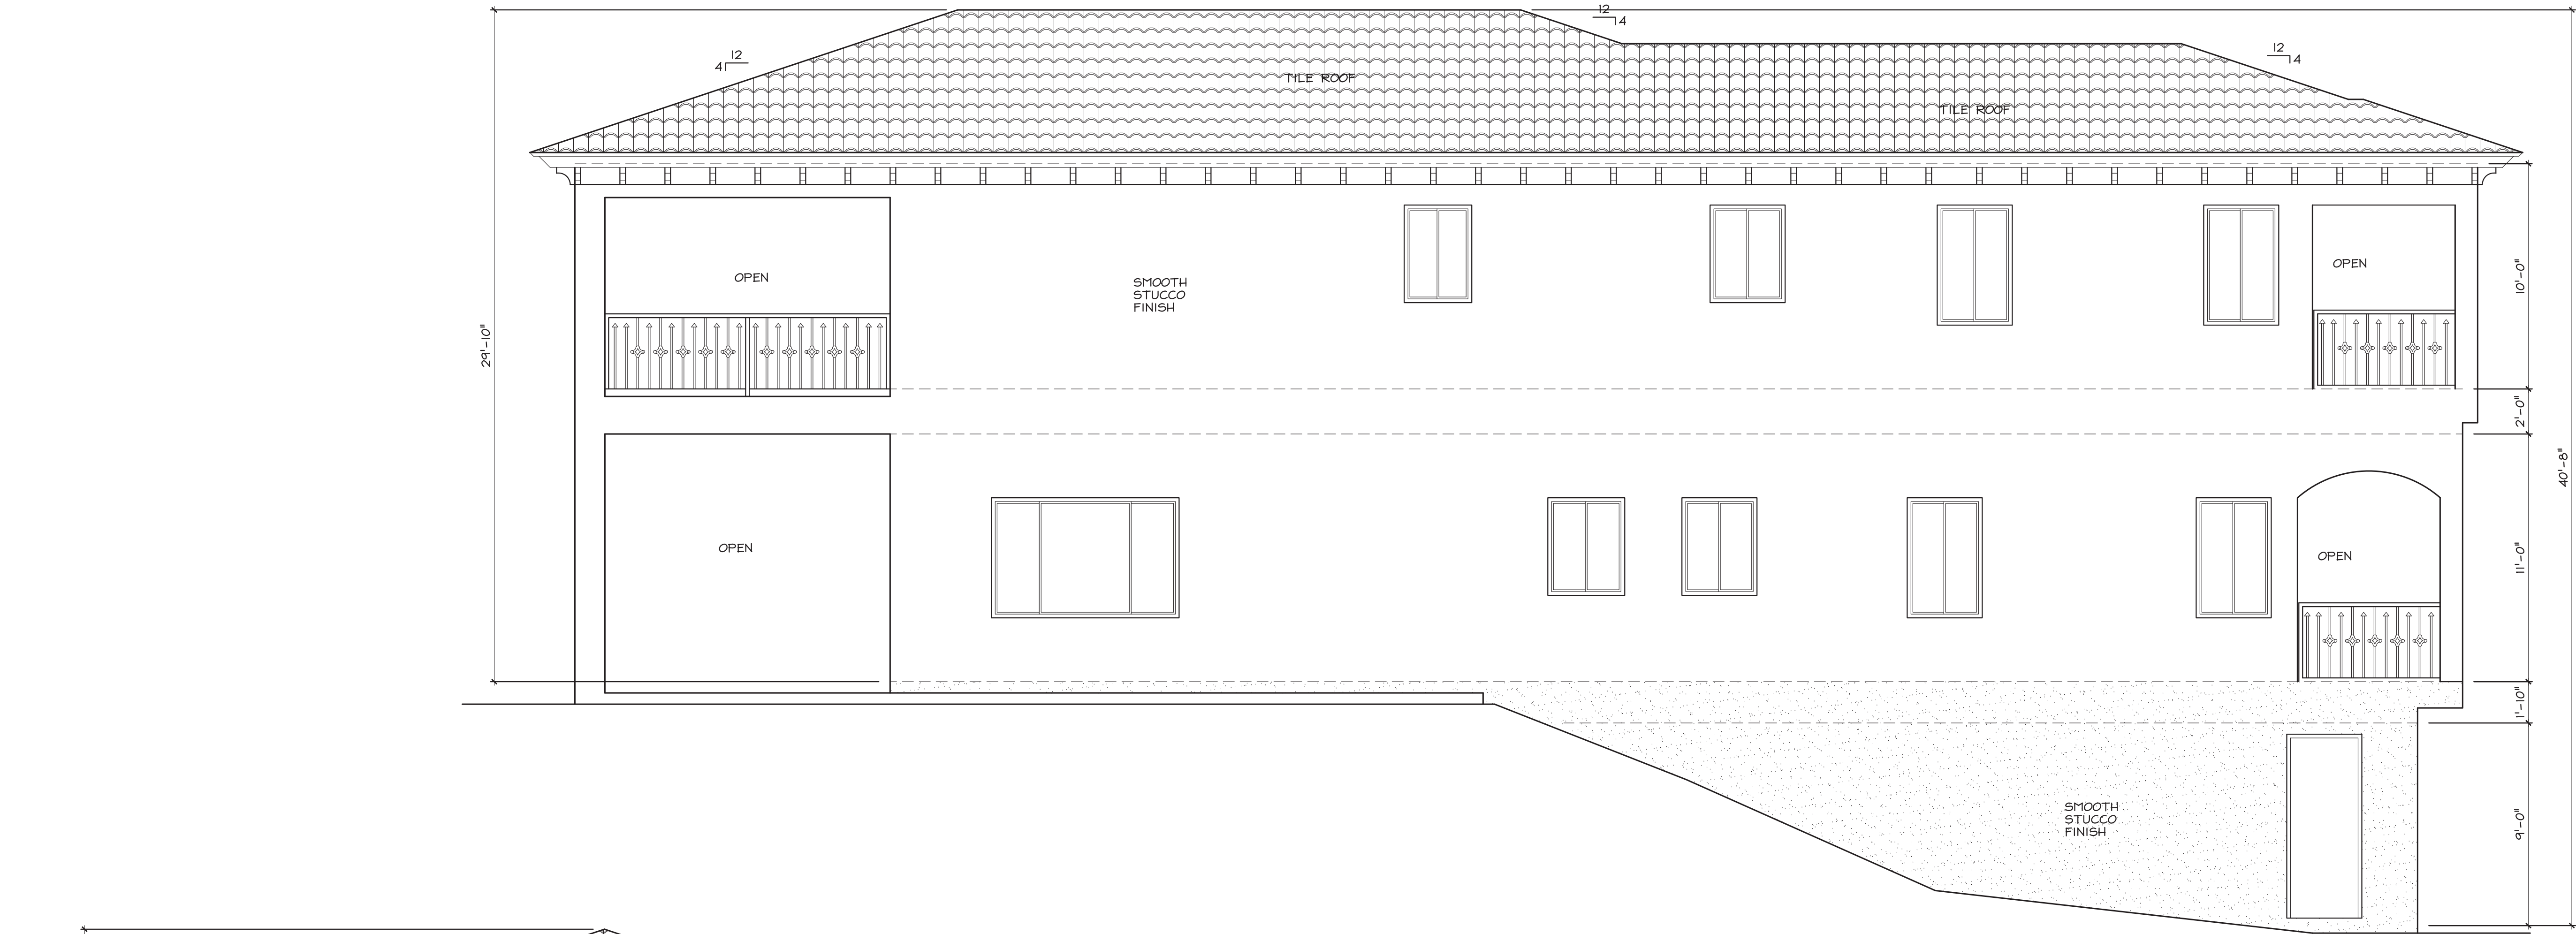 12
4
12
4
12
4
TILE ROOF
TILE ROOF
OPEN
SMOOTH
STUCCO
FINISH
OPEN
10'-0"
29'-10"
2'-0"
40'-8"
OPEN
OPEN
11'-0"
1'-10"
SMOOTH
STUCCO
FINISH
9'-0"